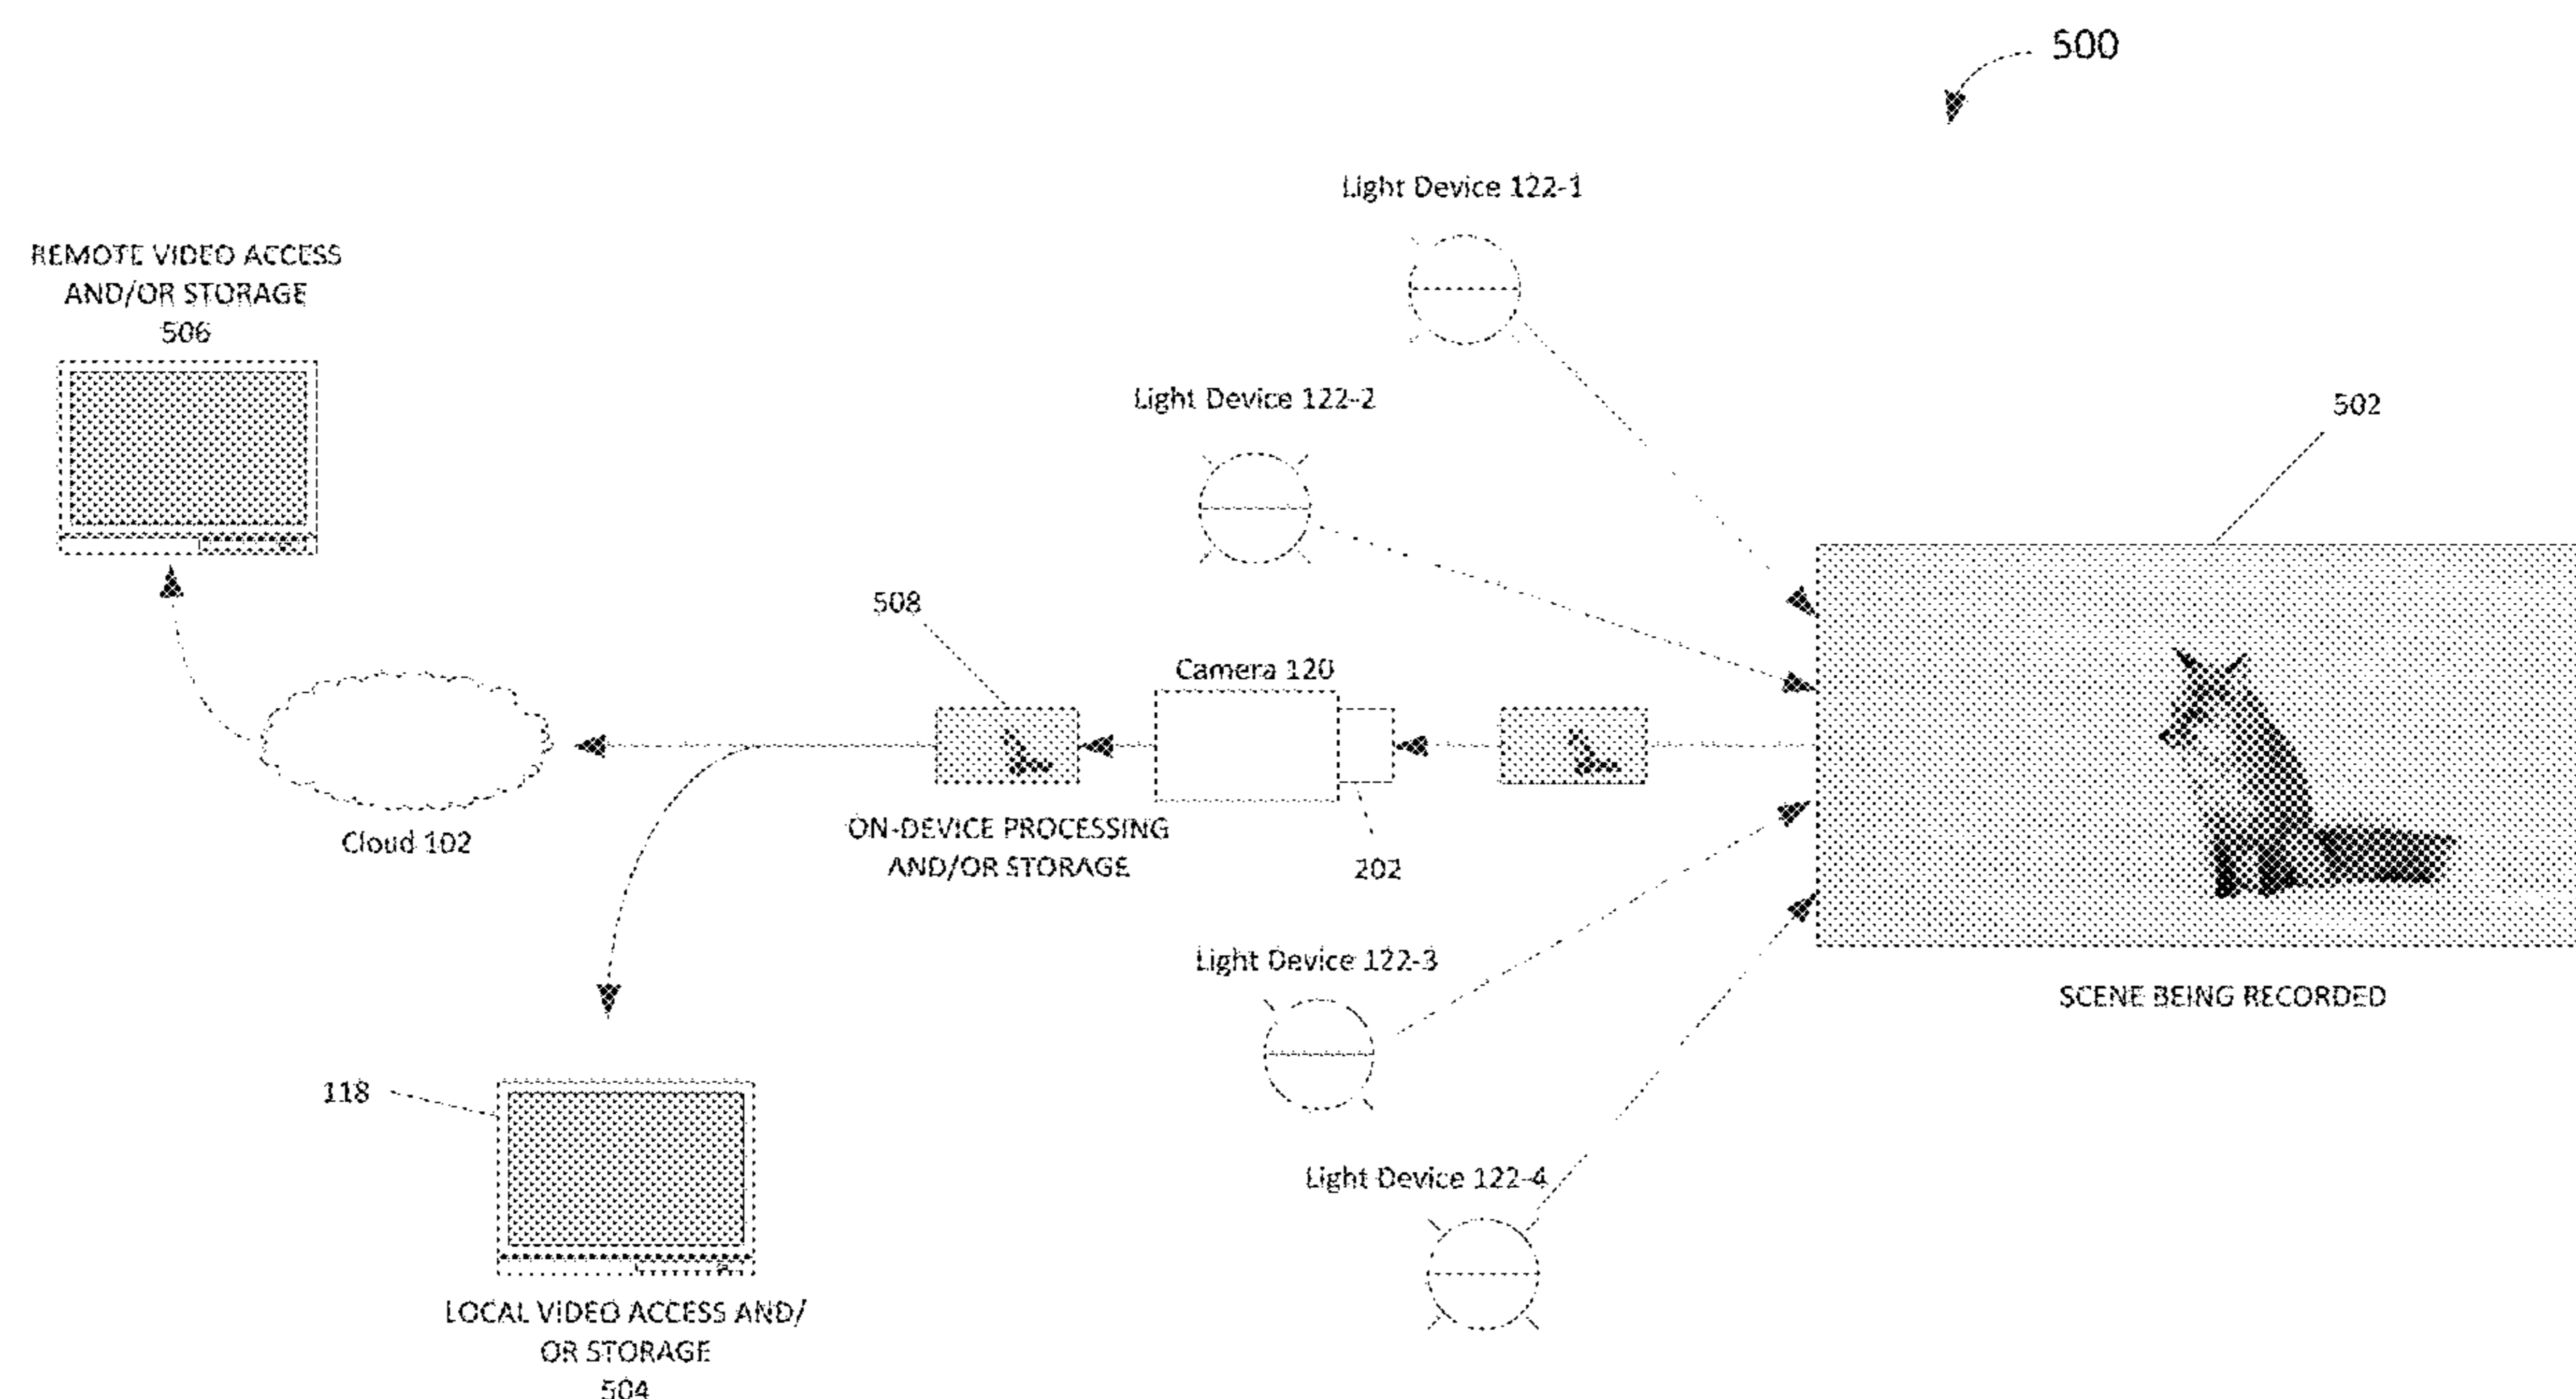 500
Light Device 122-1
REMOTE VIDEO ACCESS
AND/OR STORAGE
506
Light Device 122-2
502
508
Camera 120
Cloud 102
ON-DEVICE PROCESSING
AND/OR STORAGE
202
Light Device 122-3
SCENE BEING RECORDED
118
Light Device 122-4
LOCAL VIDEO ACCESS AND/
OR STORAGE
504